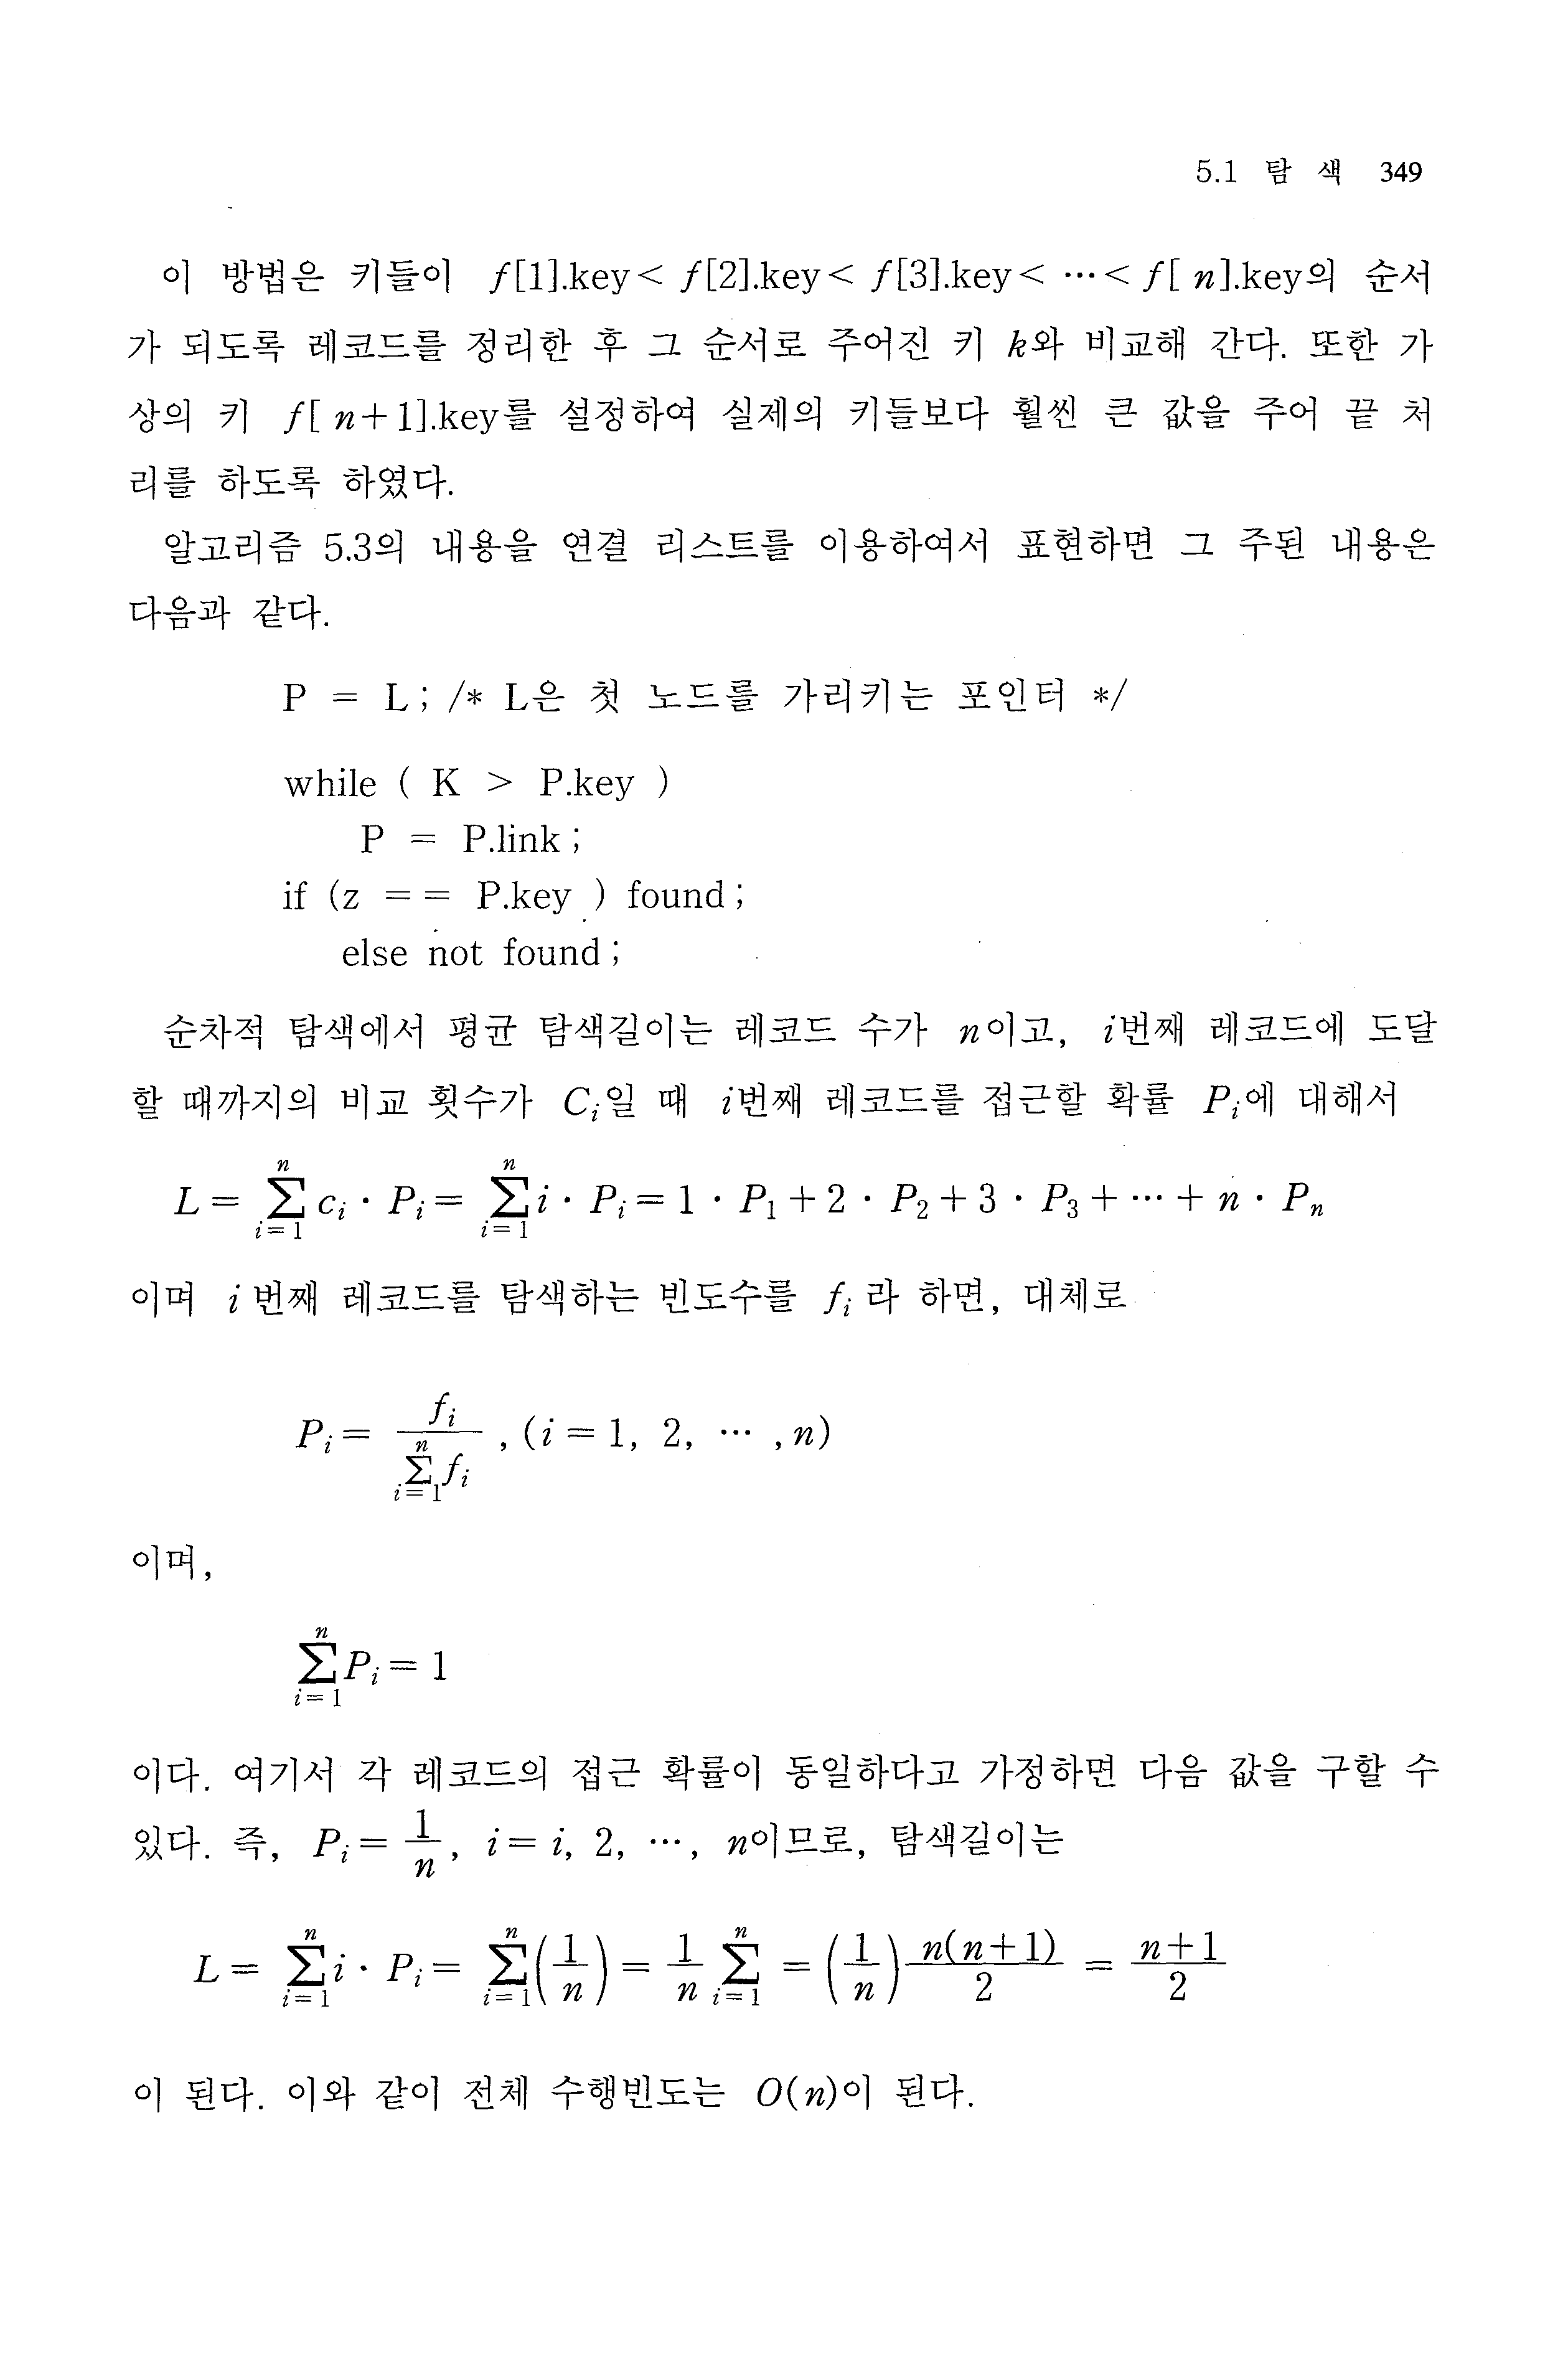 5.1 탐 색 349
이 방법은 키들이 f[1].key< f[2].key< f[3].key< ⋯< f[ n].key의 순서
가 되도록 레코드를 정리한 후 그 순서로 주어진 키 k와 비교해 간다. 또한 가
상의 키 f[ n+1].key를 설정하여 실제의 키들보다 훨씬 큰 값을 주어 끝 처
리를 하도록 하였다.
알고리즘 5.3의 내용을 연결 리스트를 이용하여서 표현하면 그 주된 내용은
다음과 같다.
P = L ; /* L은 첫 노드를 가리키는 포인터 */
while ( K > P.key )
P = P.link ;
if (z == P.key ) found ;
else not found ;
순차적 탐색에서 평균 탐색길이는 레코드 수가 n이고, i번째 레코드에 도달
할 때까지의 비교 횟수가 C_i일 때 i번째 레코드를 접근할 확률 P_i에 대해서
L = \sum_{i=1}^{n} c_i · P_i = \sum_{i=1}^{n} i · P_i = 1 · P_1 + 2 · P_2 + 3 · P_3 + ⋯ + n · P_n
이며 i 번째 레코드를 탐색하는 빈도수를 f_i 라 하면, 대체로
P_i = \frac{f_i}{\sum_{i=1}^{n} f_i} , (i = 1, 2, ⋯ , n)
이며,
\sum_{i=1}^{n} P_i = 1
이다. 여기서 각 레코드의 접근 확률이 동일하다고 가정하면 다음 값을 구할 수
있다. 즉, P_i = \frac{1}{n}, i = i, 2, ⋯, n이므로, 탐색길이는
L = \sum_{i=1}^{n} i · P_i = \sum_{i=1}^{n} (\frac{1}{n}) = \frac{1}{n} \sum_{i=1}^{n} = (\frac{1}{n}) \frac{n(n+1)}{2} = \frac{n+1}{2}
이 된다. 이와 같이 전체 수행빈도는 O(n)이 된다.